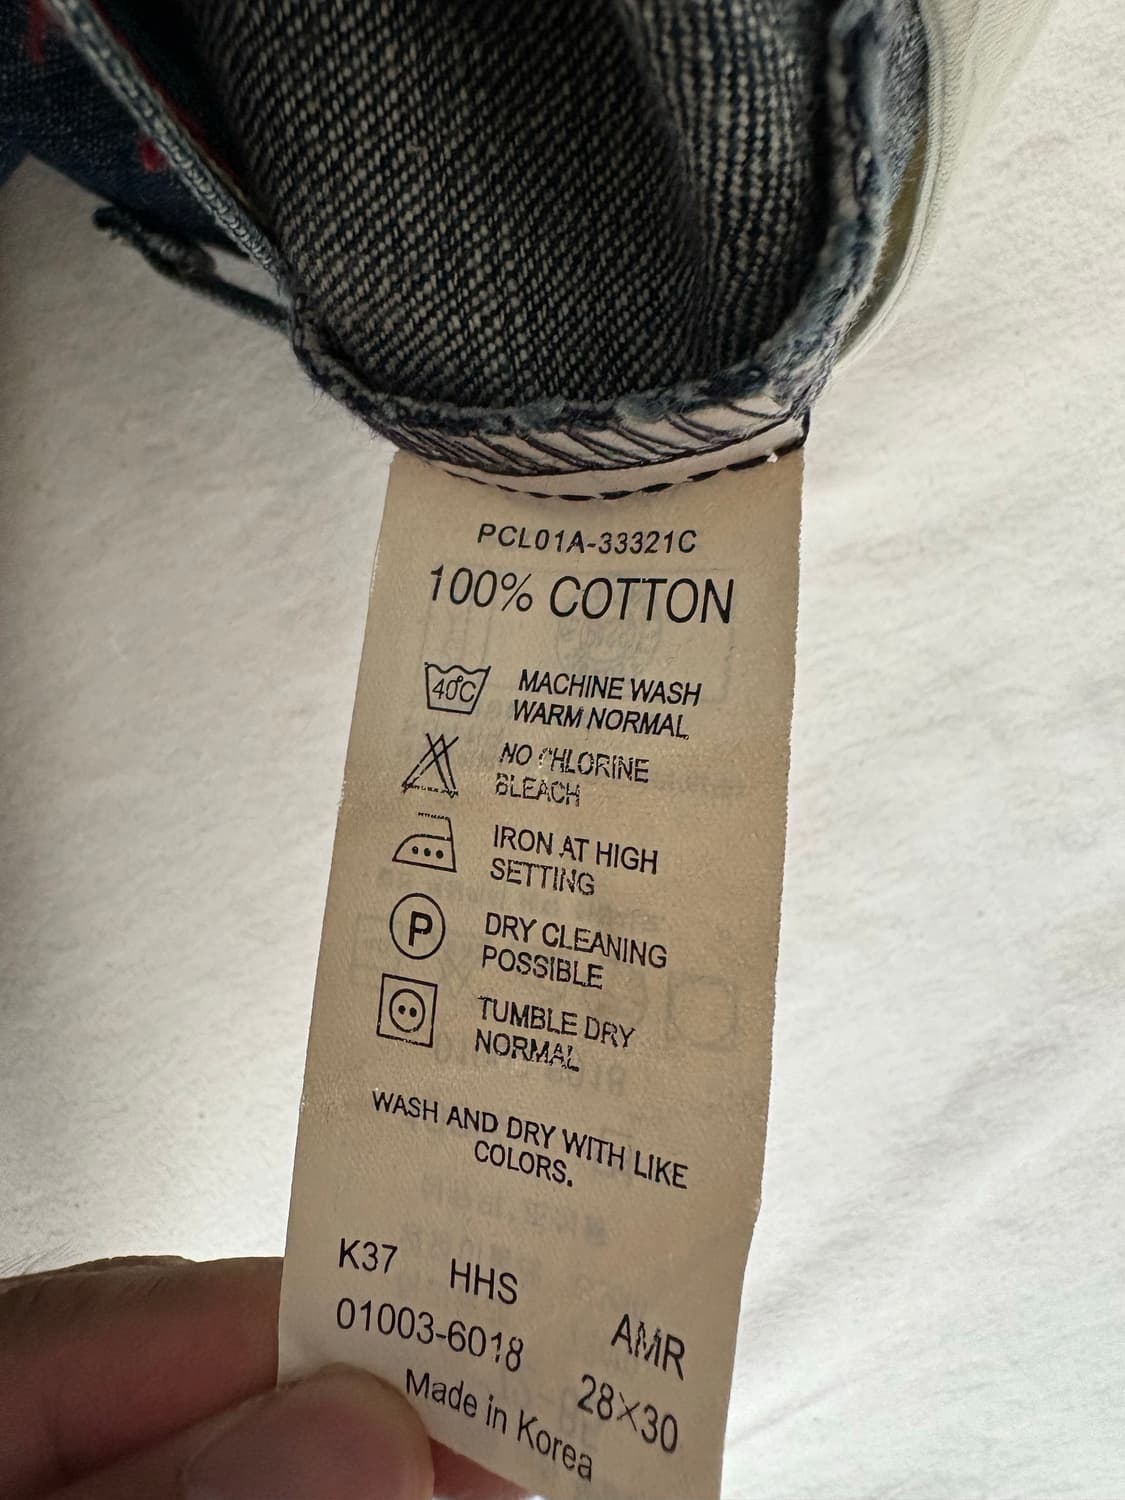 PCL01A-33321C
100% COTTON
40°C
MACHINE WASH
WARM NORMAL
NO CHLORINE
BLEACH
IRON AT HIGH
SETTING
P
DRY CLEANING
POSSIBLE
TUMBLE DRY
NORMAL
WASH AND DRY WITH LIKE
COLORS.
K37 HHS
01003-6018 AMR
28×30
Made in Korea